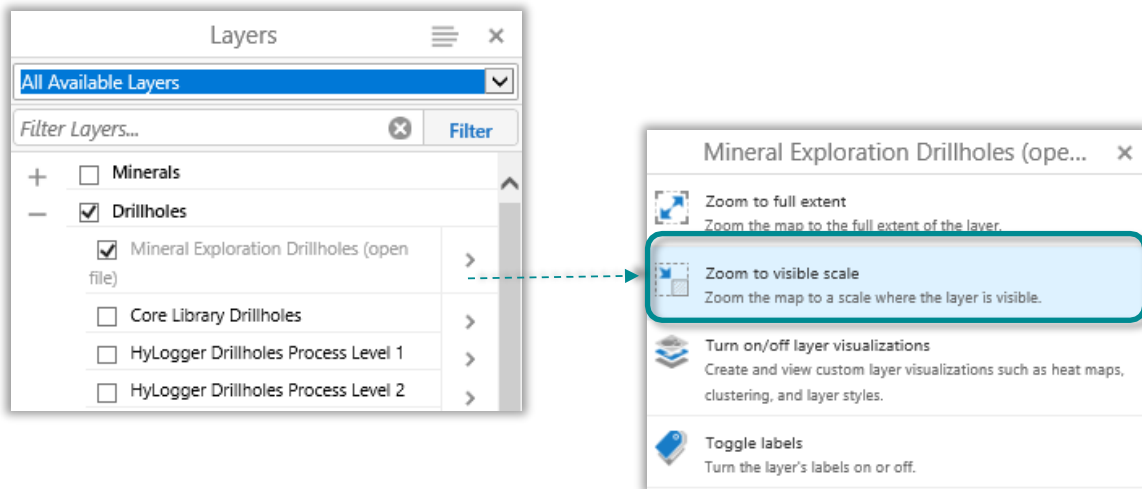 Layers
All Available Layers
Filter Layers...
Filter
Minerals
Drillholes
Mineral Exploration Drillholes (open
file)
Core Library Drillholes
HyLogger Drillholes Process Level 1
HyLogger Drillholes Process Level 2
Mineral Exploration Drillholes (ope...
Zoom to full extent
Zoom the map to the full extent of the layer.
Zoom to visible scale
Zoom the map to a scale where the layer is visible.
Turn on/off layer visualizations
Create and view custom layer visualizations such as heat maps,
clustering, and layer styles.
Toggle labels
Turn the layer's labels on or off.